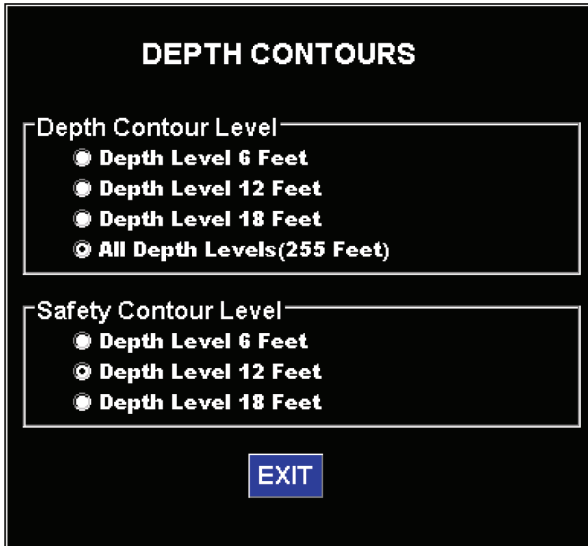 DEPTH CONTOURS
Depth Contour Level
Depth Level 6 Feet
Depth Level 12 Feet
Depth Level 18 Feet
All Depth Levels(255 Feet)
Safety Contour Level
Depth Level 6 Feet
Depth Level 12 Feet
Depth Level 18 Feet
EXIT